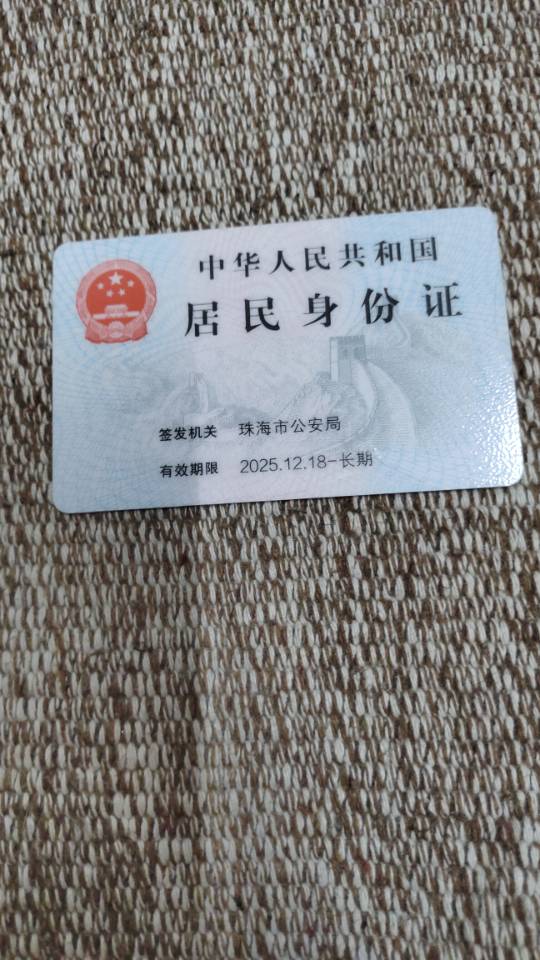 中华人民共和国
居民身份证
签发机关 珠海市公安局
有效期限 2025.12.18-长期